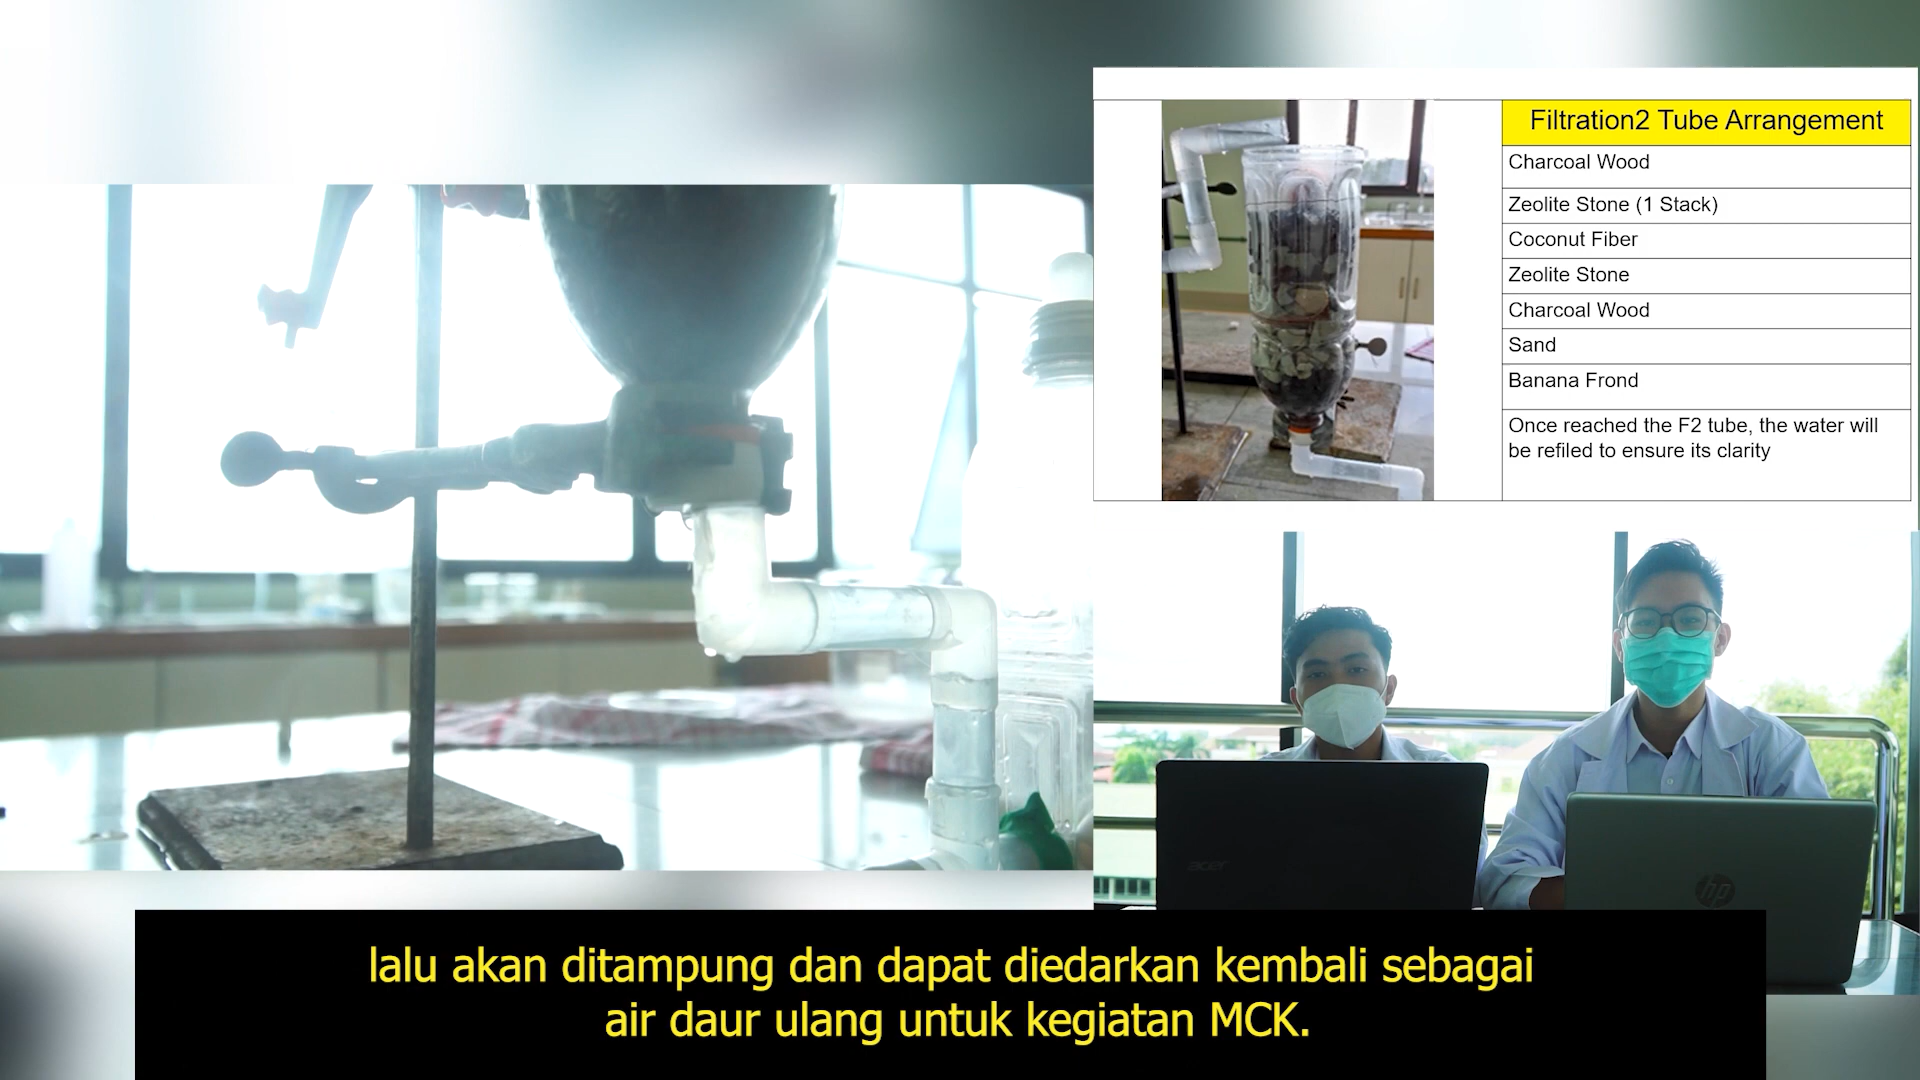 Filtration2 Tube Arrangement
Charcoal Wood
Zeolite Stone (1 Stack)
Coconut Fiber
Zeolite Stone
Charcoal Wood
Sand
Banana Frond
Once reached the F2 tube, the water will
be refiled to ensure its clarity
acer
hp
lalu akan ditampung dan dapat diedarkan kembali sebagai
air daur ulang untuk kegiatan MCK.